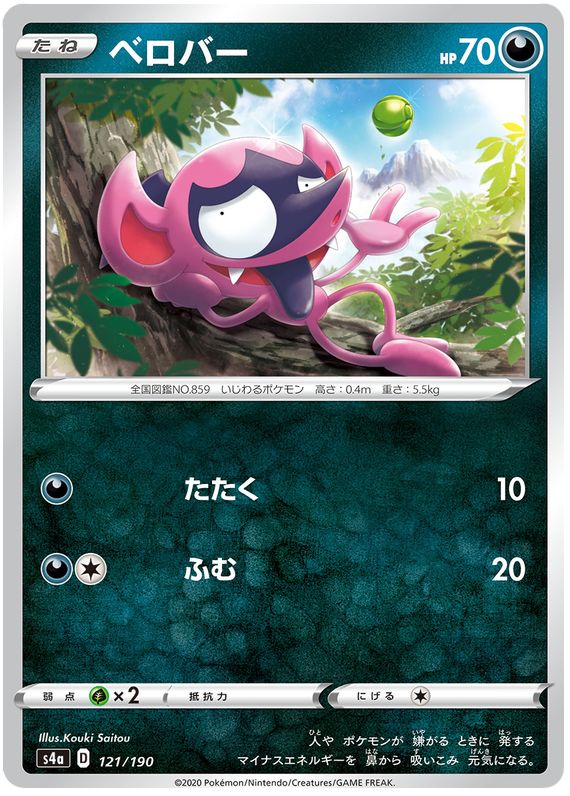 たね ベロバー HP70
全国図鑑NO.859 いじわるポケモン 高さ:0.4m 重さ:5.5kg
たたく 10
ふむ 20
弱点 ×2 抵抗力 にげる
Illus.Kouki Saitou
s4a D 121/190
人や ポケモンが 嫌がる ときに 発する
マイナスエネルギーを 鼻から 吸いこみ 元気になる。
©2020 Pokémon/Nintendo/Creatures/GAME FREAK.